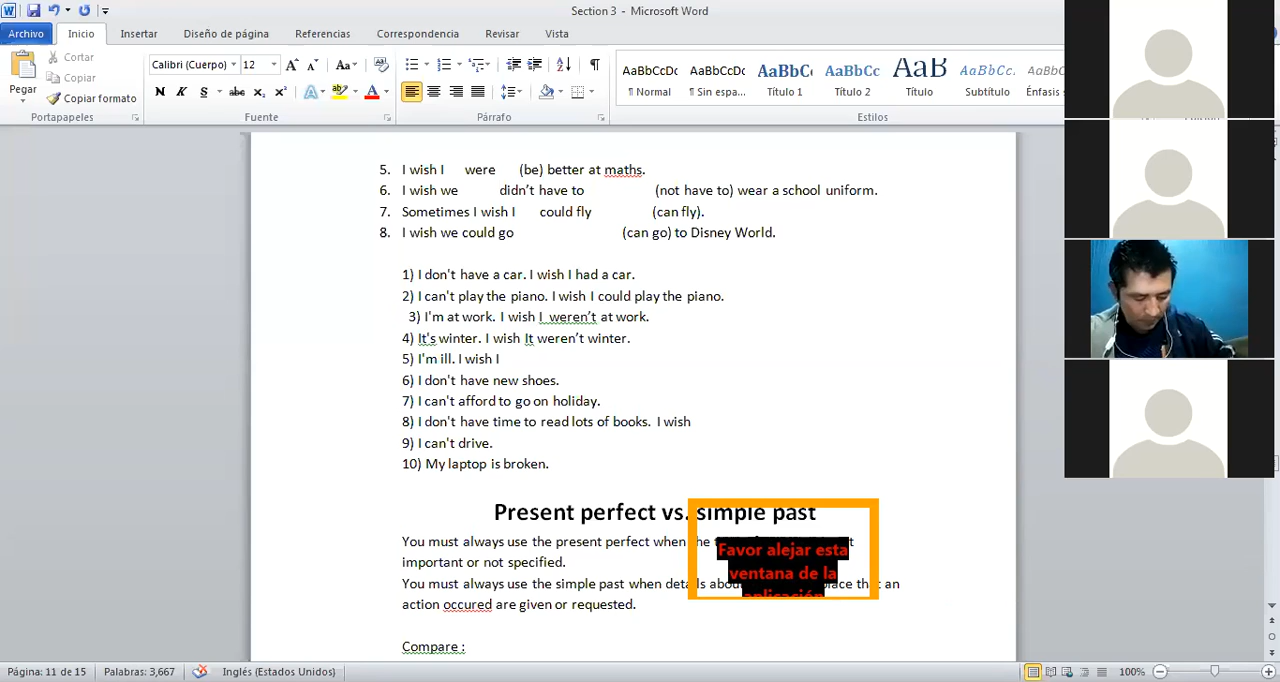 Section 3 - Microsoft Word
Archivo Inicio Insertar Diseño de página Referencias Correspondencia Revisar Vista
Cortar
Copiar
Pegar
Copiar formato
Portapapeles
Calibri (Cuerpo) 12
Fuente
Párrafo
AaBbCcDc AaBbCcDc AaBbC AaBbCc AaB AaBbCc. AaBbC
¶ Normal ¶ Sin espa... Título 1 Título 2 Título Subtítulo Énfasis
Estilos
5. I wish I were (be) better at maths.
6. I wish we didn’t have to (not have to) wear a school uniform.
7. Sometimes I wish I could fly (can fly).
8. I wish we could go (can go) to Disney World.
1) I don't have a car. I wish I had a car.
2) I can't play the piano. I wish I could play the piano.
3) I'm at work. I wish I weren’t at work.
4) It's winter. I wish It weren’t winter.
5) I'm ill. I wish I
6) I don't have new shoes.
7) I can't afford to go on holiday.
8) I don't have time to read lots of books. I wish
9) I can't drive.
10) My laptop is broken.
Present perfect vs. simple past
You must always use the present perfect when the
important or not specified.
You must always use the simple past when details place that an
action occured are given or requested.
Compare :
Favor alejar esta
ventana de la
aplicación
Página: 11 de 15 Palabras: 3,667 Inglés (Estados Unidos) 100%